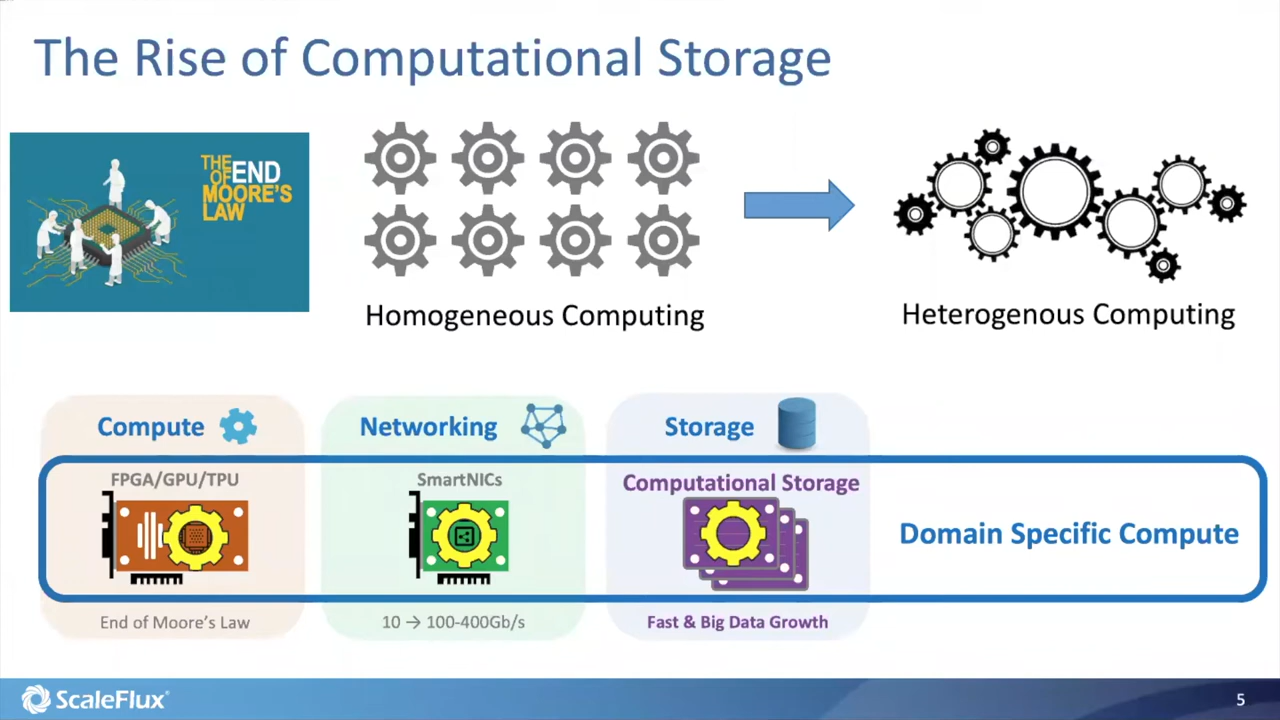 The Rise of Computational Storage
THE
OF END
MOORE'S
LAW
Homogeneous Computing
Heterogenous Computing
Compute
Networking
Storage
FPGA/GPU/TPU
SmartNICs
Computational Storage
Domain Specific Compute
End of Moore's Law
10 → 100-400Gb/s
Fast & Big Data Growth
ScaleFlux
5